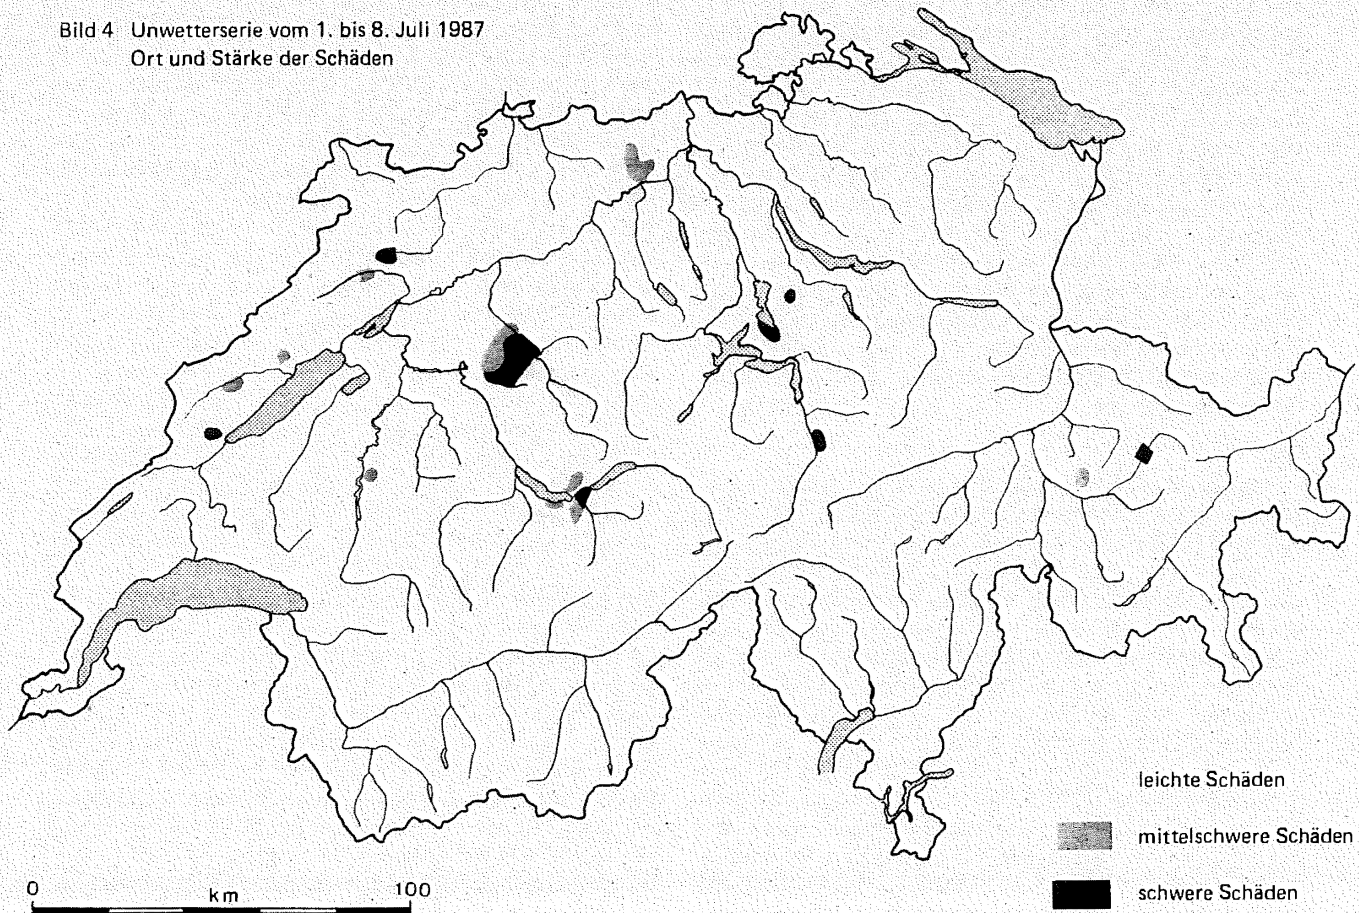 Bild 4 Unwetterserie vom 1. bis 8. Juli 1987
Ort und Stärke der Schäden
leichte Schäden
mittelschwere Schäden
schwere Schäden
0 km 100